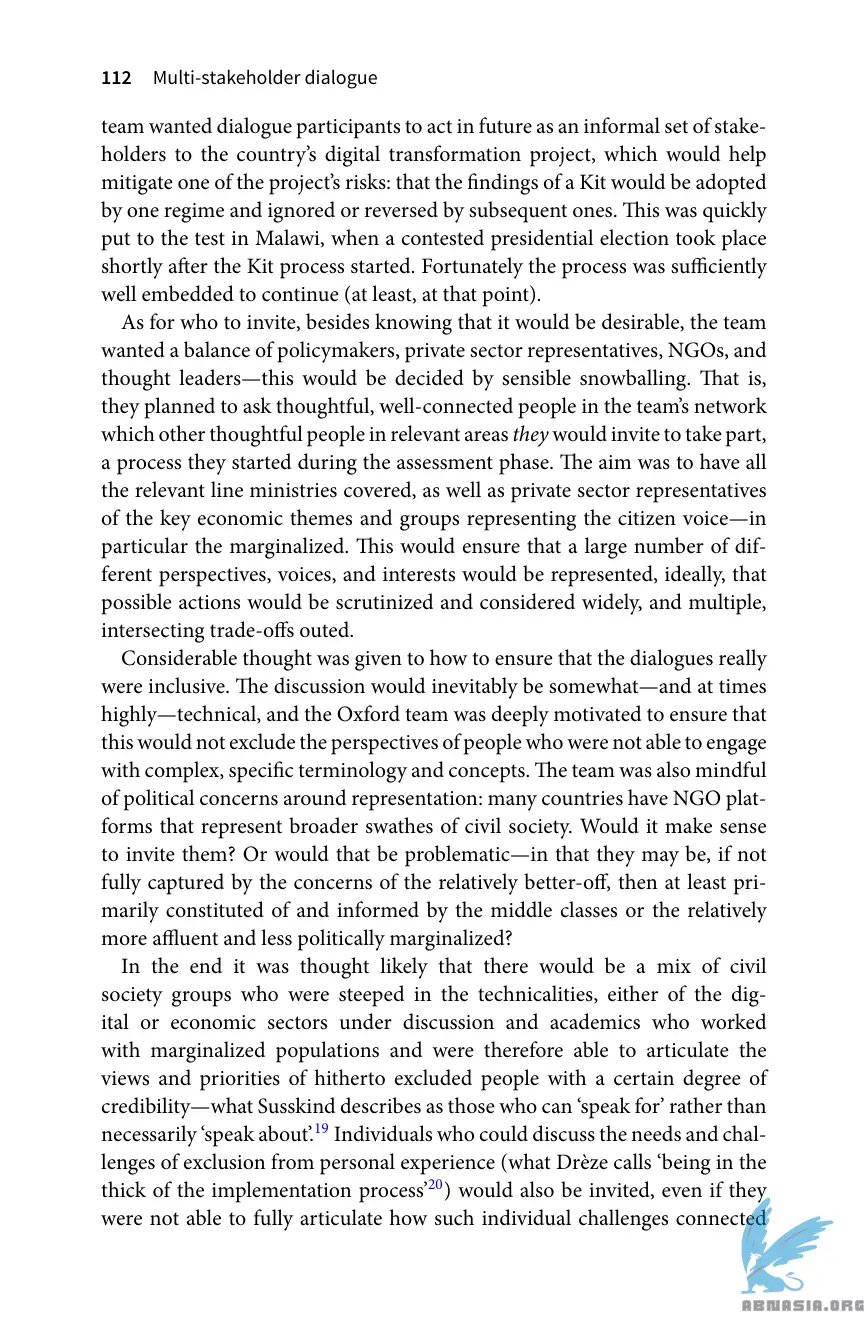 112 Multi-stakeholder dialogue
team wanted dialogue participants to act in future as an informal set of stake-
holders to the country’s digital transformation project, which would help
mitigate one of the project’s risks: that the findings of a Kit would be adopted
by one regime and ignored or reversed by subsequent ones. This was quickly
put to the test in Malawi, when a contested presidential election took place
shortly after the Kit process started. Fortunately the process was sufficiently
well embedded to continue (at least, at that point).
As for who to invite, besides knowing that it would be desirable, the team
wanted a balance of policymakers, private sector representatives, NGOs, and
thought leaders—this would be decided by sensible snowballing. That is,
they planned to ask thoughtful, well-connected people in the team’s network
which other thoughtful people in relevant areas they would invite to take part,
a process they started during the assessment phase. The aim was to have all
the relevant line ministries covered, as well as private sector representatives
of the key economic themes and groups representing the citizen voice—in
particular the marginalized. This would ensure that a large number of dif-
ferent perspectives, voices, and interests would be represented, ideally, that
possible actions would be scrutinized and considered widely, and multiple,
intersecting trade-offs outed.
Considerable thought was given to how to ensure that the dialogues really
were inclusive. The discussion would inevitably be somewhat—and at times
highly—technical, and the Oxford team was deeply motivated to ensure that
this would not exclude the perspectives of people who were not able to engage
with complex, specific terminology and concepts. The team was also mindful
of political concerns around representation: many countries have NGO plat-
forms that represent broader swathes of civil society. Would it make sense
to invite them? Or would that be problematic—in that they may be, if not
fully captured by the concerns of the relatively better-off, then at least pri-
marily constituted of and informed by the middle classes or the relatively
more affluent and less politically marginalized?
In the end it was thought likely that there would be a mix of civil
society groups who were steeped in the technicalities, either of the dig-
ital or economic sectors under discussion and academics who worked
with marginalized populations and were therefore able to articulate the
views and priorities of hitherto excluded people with a certain degree of
credibility—what Susskind describes as those who can ‘speak for’ rather than
necessarily ‘speak about’.19 Individuals who could discuss the needs and chal-
lenges of exclusion from personal experience (what Drèze calls ‘being in the
thick of the implementation process’20) would also be invited, even if they
were not able to fully articulate how such individual challenges connected
ABNASIA.ORG